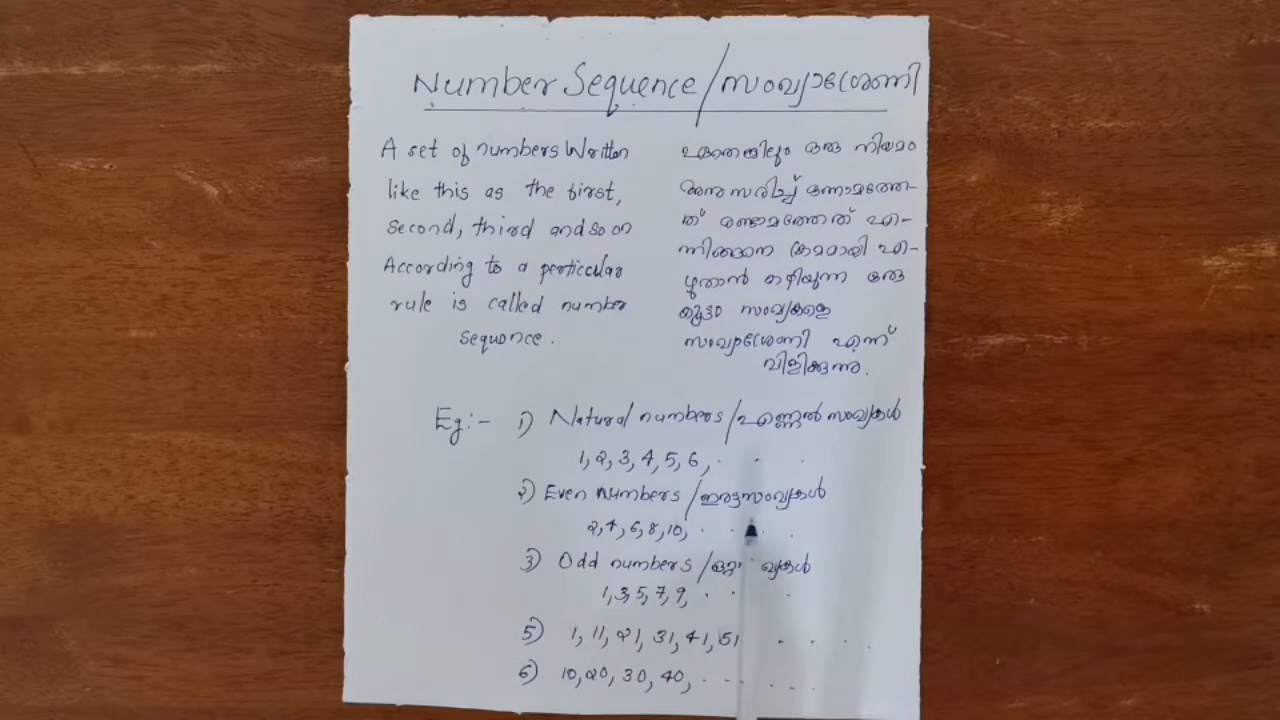 Number Sequence/സംഖ്യാശ്രേണി
A set of numbers Written
like this as the first,
second, third and so on
According to a perticular
rule is called number
sequence.
ഏതെങ്കിലും ഒരു നിയമം
അനുസരിച്ച് ഒന്നാമത്തേ-
ത് രണ്ടാമത്തേത് എ-
ന്നിങ്ങനെ ക്രമമായി എ-
ഴുതാൻ കഴിയുന്ന ഒരു
കൂട്ടം സംഖ്യകളെ
സംഖ്യാശ്രേണി എന്ന്
വിളിക്കുന്നു.
Eg:- 1) Natural numbers/എണ്ണൽ സംഖ്യകൾ
1, 2, 3, 4, 5, 6, . . .
2) Even numbers/ഇരട്ടസംഖ്യകൾ
2, 4, 6, 8, 10, . . . .
3) Odd numbers/
1, 3, 5, 7, 9, . . .
5) 1, 11, 21, 31, 41, 51 . . . .
6) 10, 20, 30, 40, . . . . . .